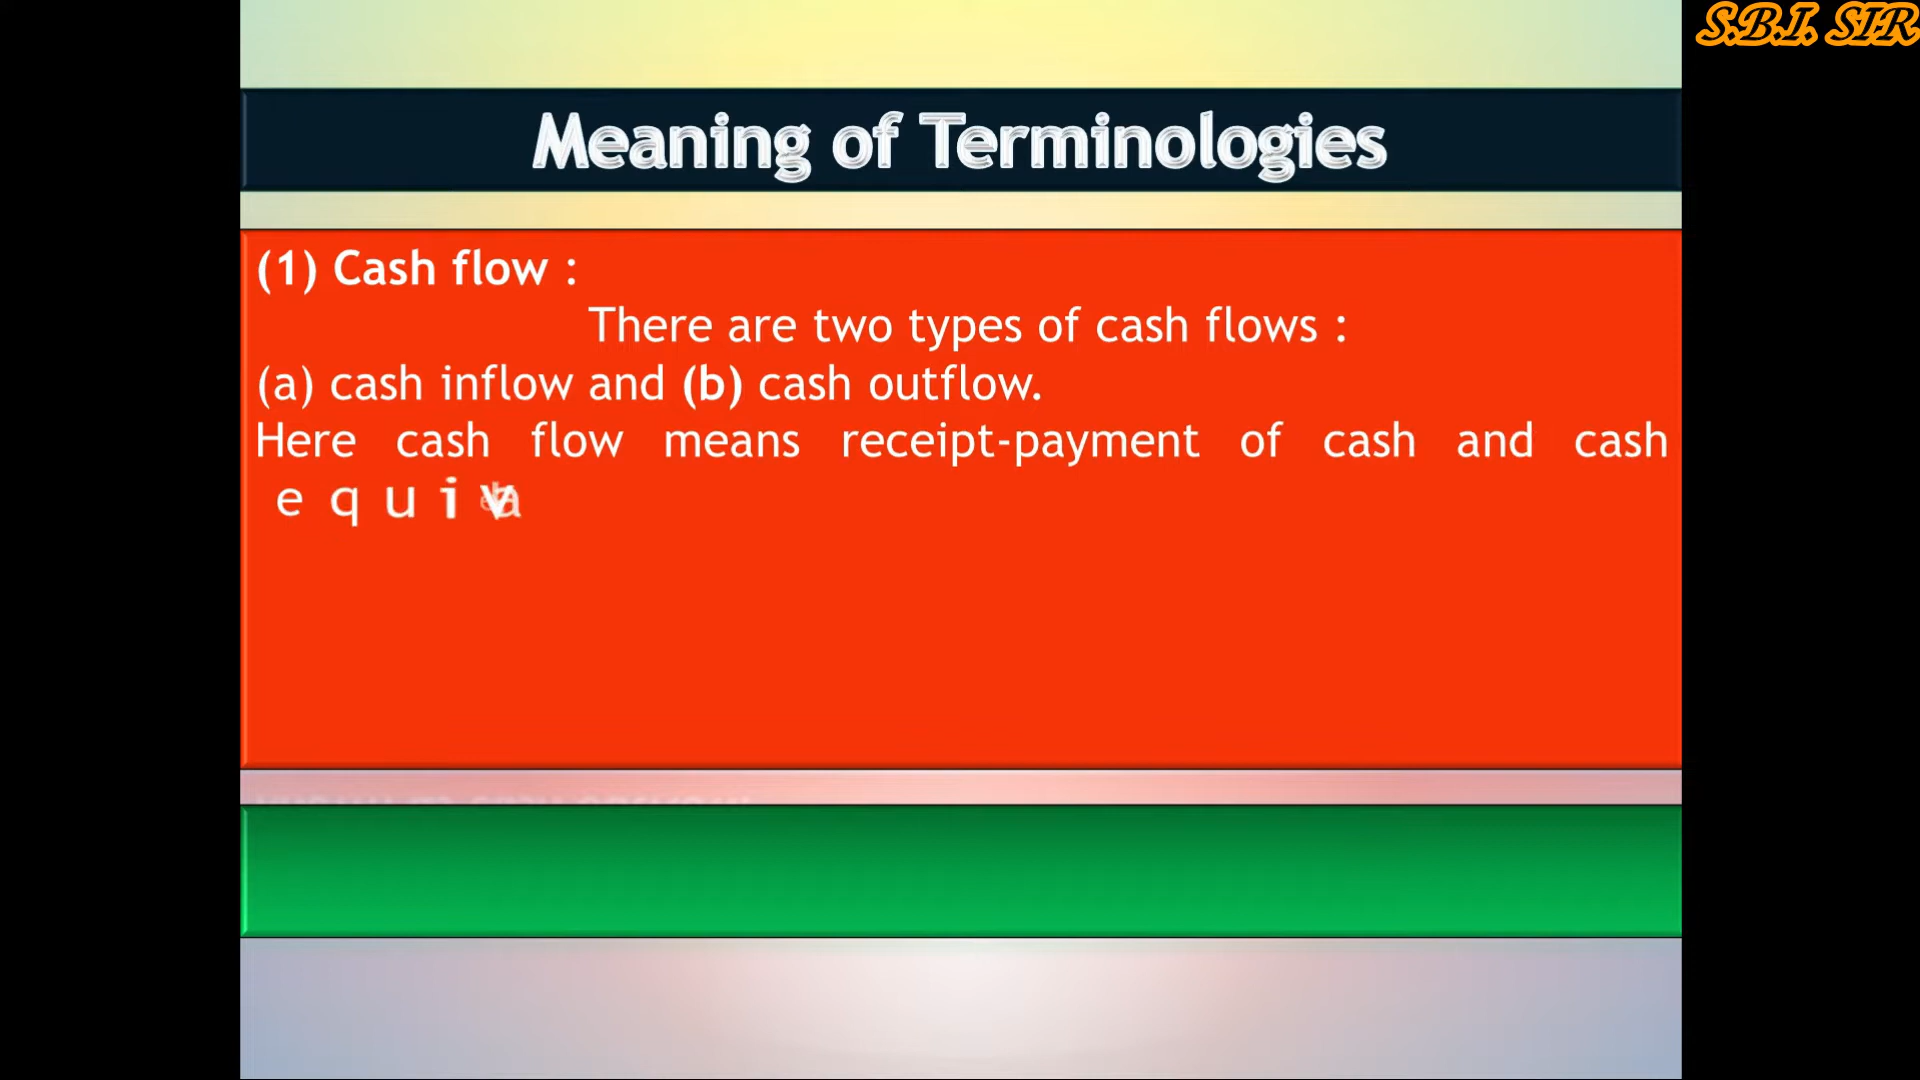 S.B.I. SIR
Meaning of Terminologies
(1) Cash flow :
There are two types of cash flows :
(a) cash inflow and (b) cash outflow.
Here cash flow means receipt-payment of cash and cash